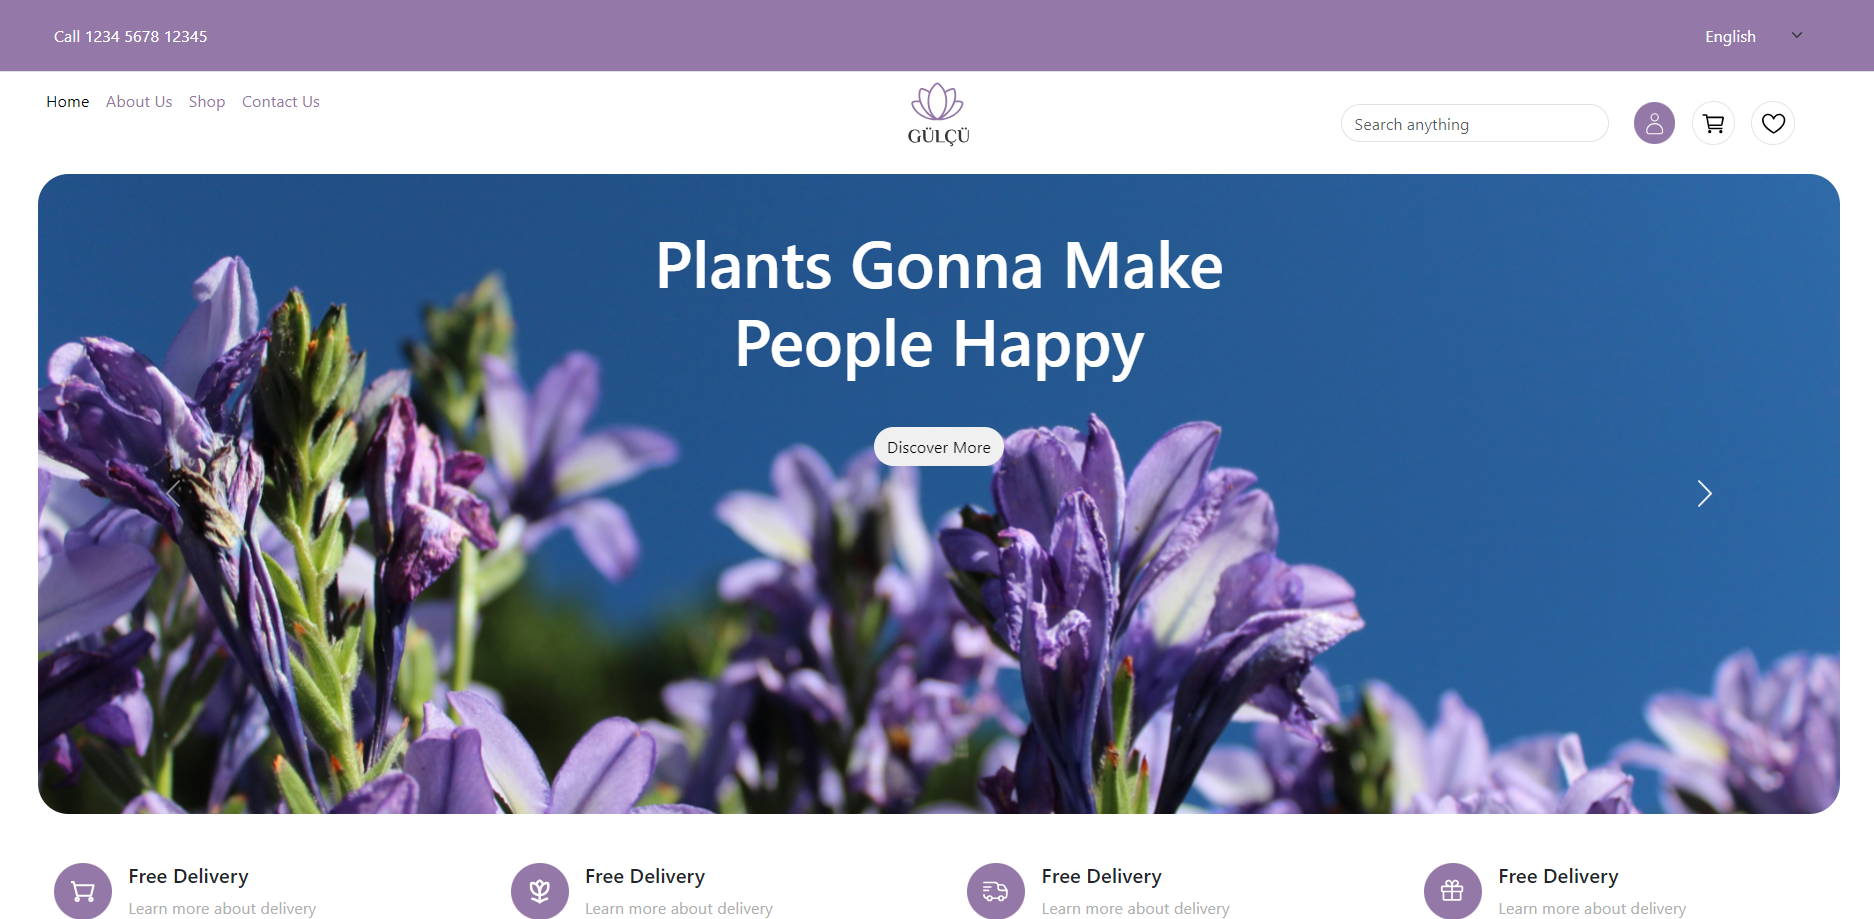 Call 1234 5678 12345
English
Home About Us Shop Contact Us
GÜLÇÜ
Search anything
Plants Gonna Make
People Happy
Discover More
Free Delivery
Learn more about delivery
Free Delivery
Learn more about delivery
Free Delivery
Learn more about delivery
Free Delivery
Learn more about delivery